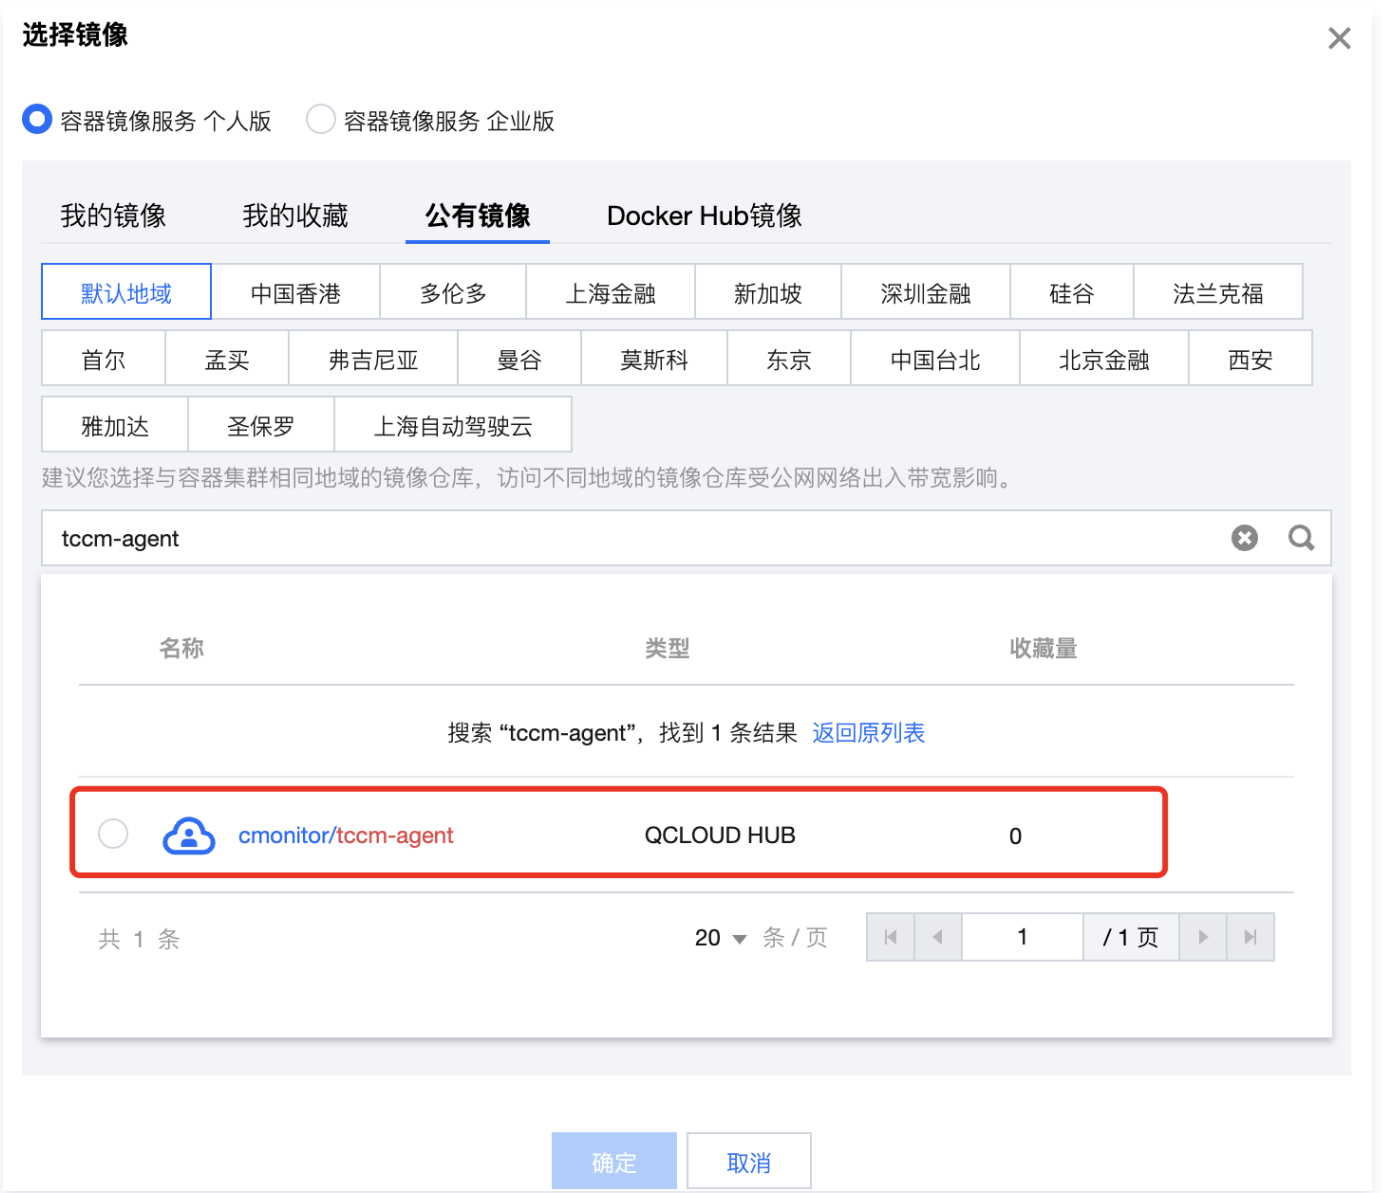 选择镜像
容器镜像服务 个人版 容器镜像服务 企业版
我的镜像 我的收藏 公有镜像 Docker Hub镜像
默认地域 中国香港 多伦多 上海金融 新加坡 深圳金融 硅谷 法兰克福
首尔 孟买 弗吉尼亚 曼谷 莫斯科 东京 中国台北 北京金融 西安
雅加达 圣保罗 上海自动驾驶云
建议您选择与容器集群相同地域的镜像仓库，访问不同地域的镜像仓库受公网网络出入带宽影响。
tccm-agent
名称 类型 收藏量
搜索 “tccm-agent”，找到 1 条结果 返回原列表
cmonitor/tccm-agent QCLOUD HUB 0
共 1 条 20 条 / 页 1 / 1 页
确定 取消